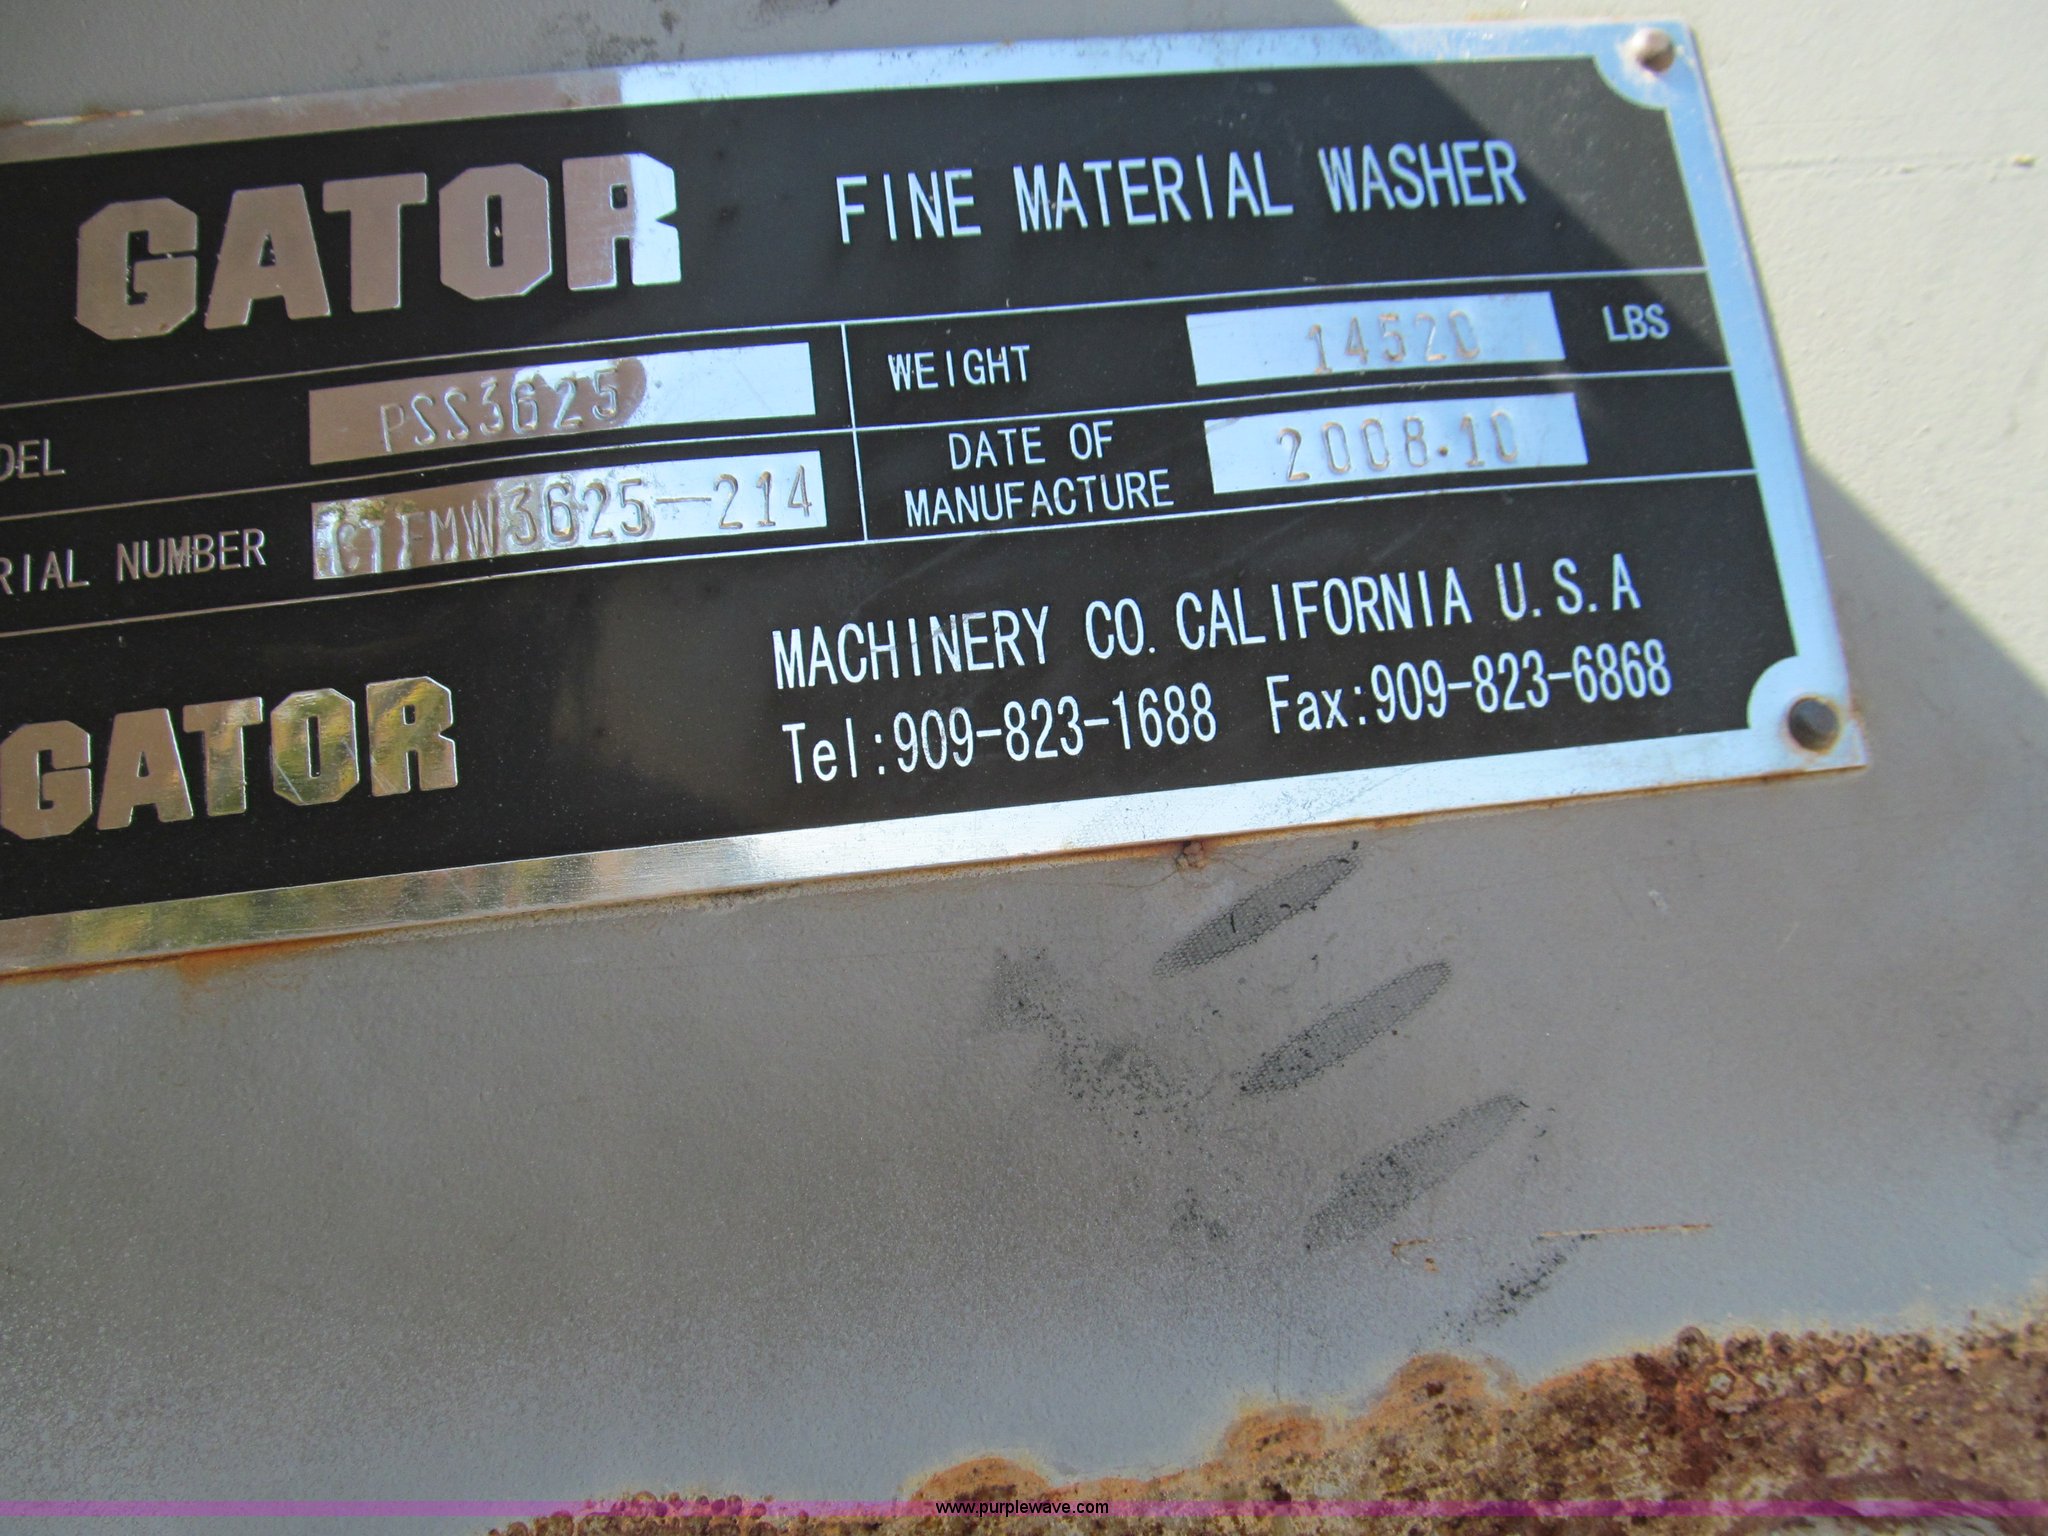 GATOR FINE MATERIAL WASHER
DEL PSS3625 WEIGHT 14520 LBS
RIAL NUMBER GTFMW3625-214 DATE OF MANUFACTURE 2008.10
GATOR MACHINERY CO. CALIFORNIA U.S.A
Tel:909-823-1688 Fax:909-823-6868
www.purplewave.com